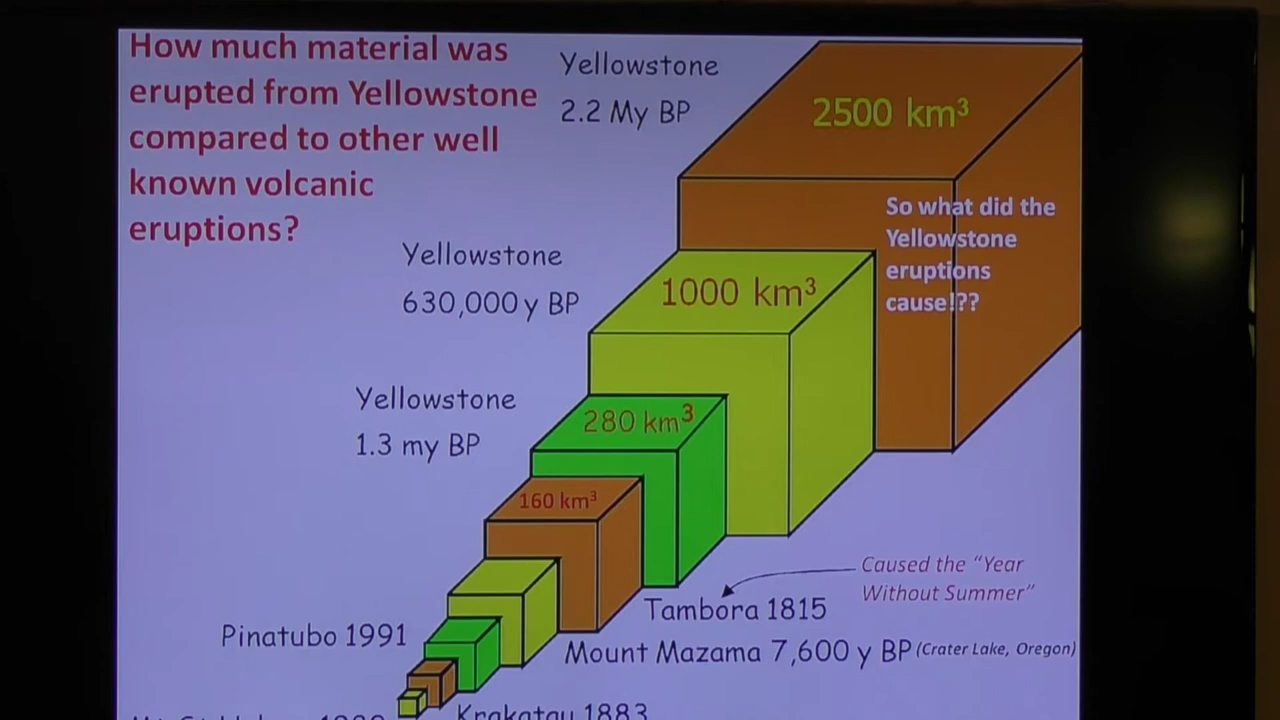 How much material was
erupted from Yellowstone
compared to other well
known volcanic
eruptions?
Yellowstone
2.2 My BP
2500 km³
So what did the
Yellowstone
eruptions
cause!??
Yellowstone
630,000 y BP
1000 km³
Yellowstone
1.3 my BP
280 km³
160 km³
Caused the “Year
Without Summer”
Tambora 1815
Pinatubo 1991
Mount Mazama 7,600 y BP (Crater Lake, Oregon)
Krakatau 1883